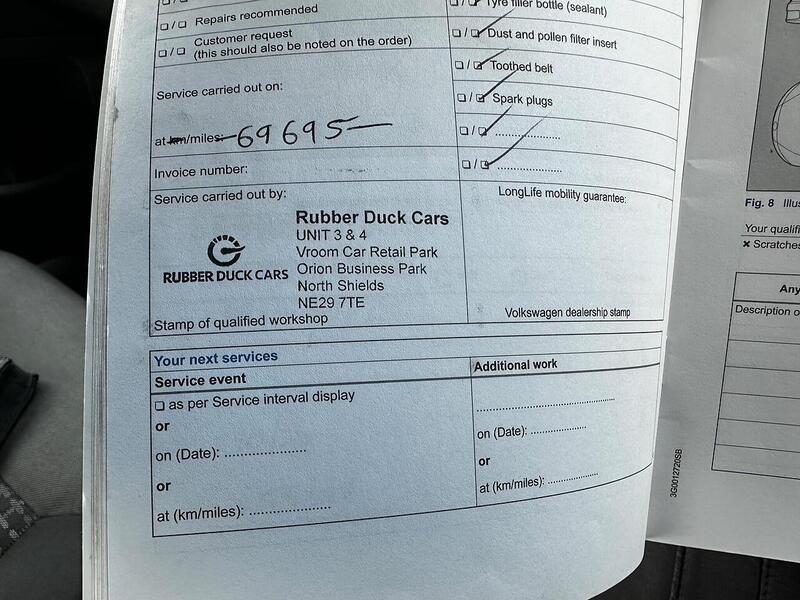 ❏ / ❏ Repairs recommended
❏ / ❏ Customer request
(this should also be noted on the order)
Service carried out on:
at km/miles: 69695
Invoice number:
Service carried out by:
RUBBER DUCK CARS
Rubber Duck Cars
UNIT 3 & 4
Vroom Car Retail Park
Orion Business Park
North Shields
NE29 7TE
Stamp of qualified workshop
❏ / ❏ Tyre filler bottle (sealant)
❏ / ❏ Dust and pollen filter insert
❏ / ❏ Toothed belt
❏ / ❏ Spark plugs
❏ / ❏ ....................
❏ / ❏ ....................
LongLife mobility guarantee:
Volkswagen dealership stamp
Your next services
Service event
❏ as per Service interval display
or
on (Date): ......................
or
at (km/miles): ......................
Additional work
......................................
on (Date): ...............
or
at (km/miles): ...............
3G0012720SB
Fig. 8
Your
✖ Scratches
Any
Description